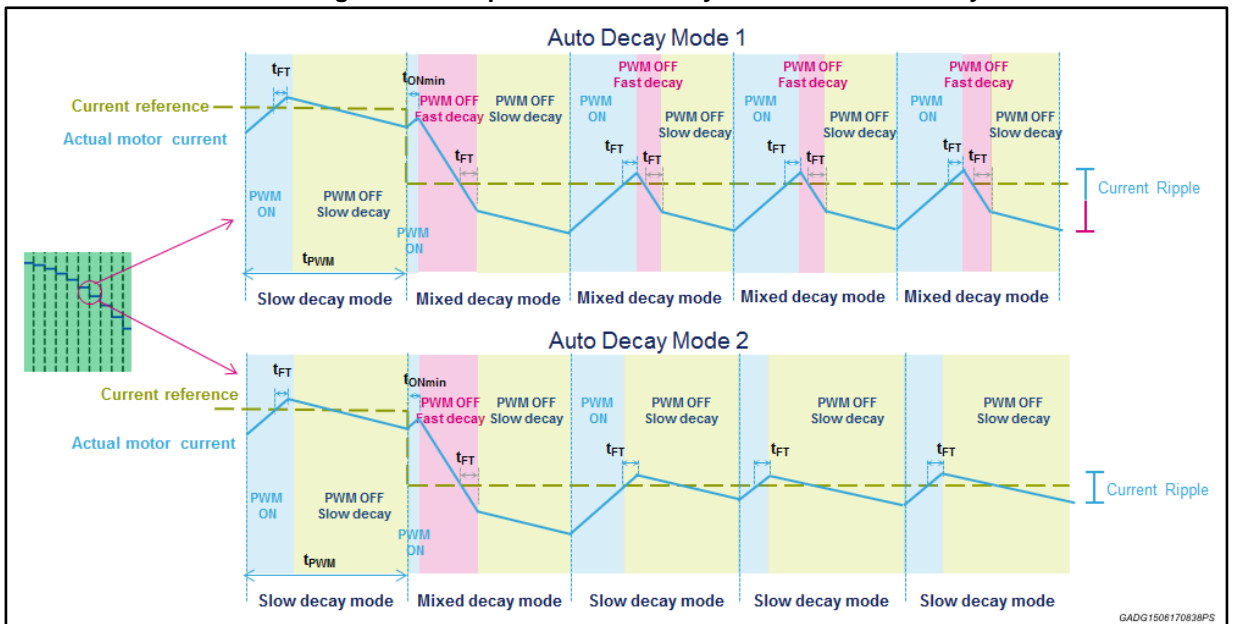 Auto Decay Mode 1
tFT
tONmin
PWM OFF
Fast decay
PWM OFF
Slow decay
PWM OFF
Fast decay
PWM
ON
PWM OFF
Slow decay
PWM OFF
Fast decay
PWM
ON
PWM OFF
Slow decay
PWM OFF
Fast decay
PWM
ON
PWM OFF
Slow decay
Current reference
Actual motor current
tFT
tFT
tFT
tFT
tFT
tFT
tFT
Current Ripple
PWM
ON
PWM OFF
Slow decay
PWM
ON
tPWM
Slow decay mode
Mixed decay mode
Mixed decay mode
Mixed decay mode
Mixed decay mode
Auto Decay Mode 2
tFT
tONmin
Current reference
PWM OFF
Fast decay
PWM OFF
Slow decay
PWM
ON
PWM OFF
Slow decay
PWM OFF
Slow decay
PWM OFF
Slow decay
Actual motor current
tFT
tFT
tFT
tFT
Current Ripple
PWM
ON
PWM OFF
Slow decay
PWM
ON
tPWM
Slow decay mode
Mixed decay mode
Slow decay mode
Slow decay mode
Slow decay mode
GADG1506170838PS